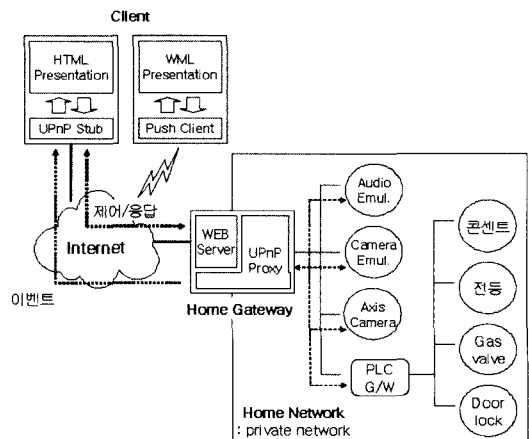 Client
HTML
Presentation
UPnP Stub
WML
Presentation
Push Client
제어/응답
Internet
이벤트
WEB
Server
UPnP
Proxy
Home Gateway
Audio
Emul.
Camera
Emul.
Axis
Camera
PLC
G/W
콘센트
전등
Gas
valve
Door
lock
Home Network
: private network